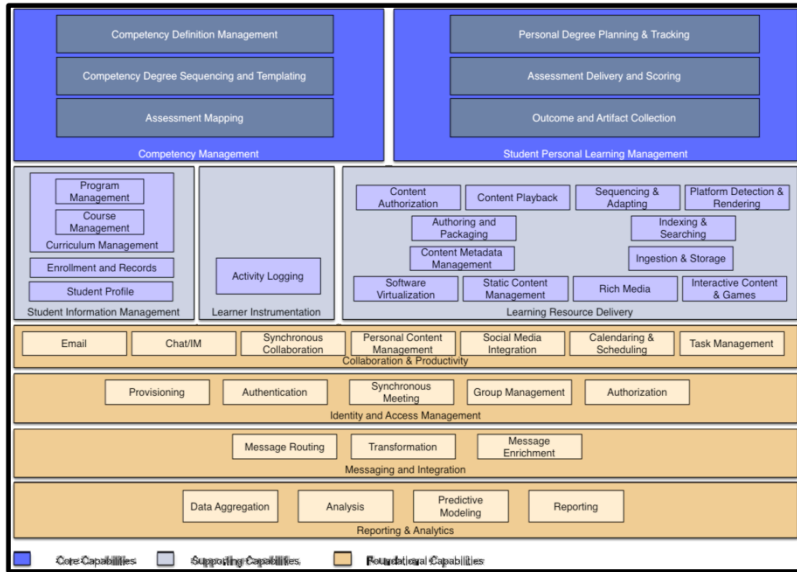 Competency Definition Management
Competency Degree Sequencing and Templating
Assessment Mapping
Competency Management
Personal Degree Planning & Tracking
Assessment Delivery and Scoring
Outcome and Artifact Collection
Student Personal Learning Management
Program
Management
Course
Management
Curriculum Management
Enrollment and Records
Student Profile
Student Information Management
Activity Logging
Learner Instrumentation
Content
Authorization
Content Playback
Sequencing &
Adapting
Platform Detection &
Rendering
Authoring and
Packaging
Indexing &
Searching
Content Metadata
Management
Ingestion & Storage
Software
Virtualization
Static Content
Management
Rich Media
Interactive Content
& Games
Learning Resource Delivery
Email
Chat/IM
Synchronous
Collaboration
Personal Content
Management
Social Media
Integration
Calendaring &
Scheduling
Task Management
Collaboration & Productivity
Provisioning
Authentication
Synchronous
Meeting
Group Management
Authorization
Identity and Access Management
Message Routing
Transformation
Message
Enrichment
Messaging and Integration
Data Aggregation
Analysis
Predictive
Modeling
Reporting
Reporting & Analytics
Core Capabilities
Supporting Capabilities
Foundational Capabilities